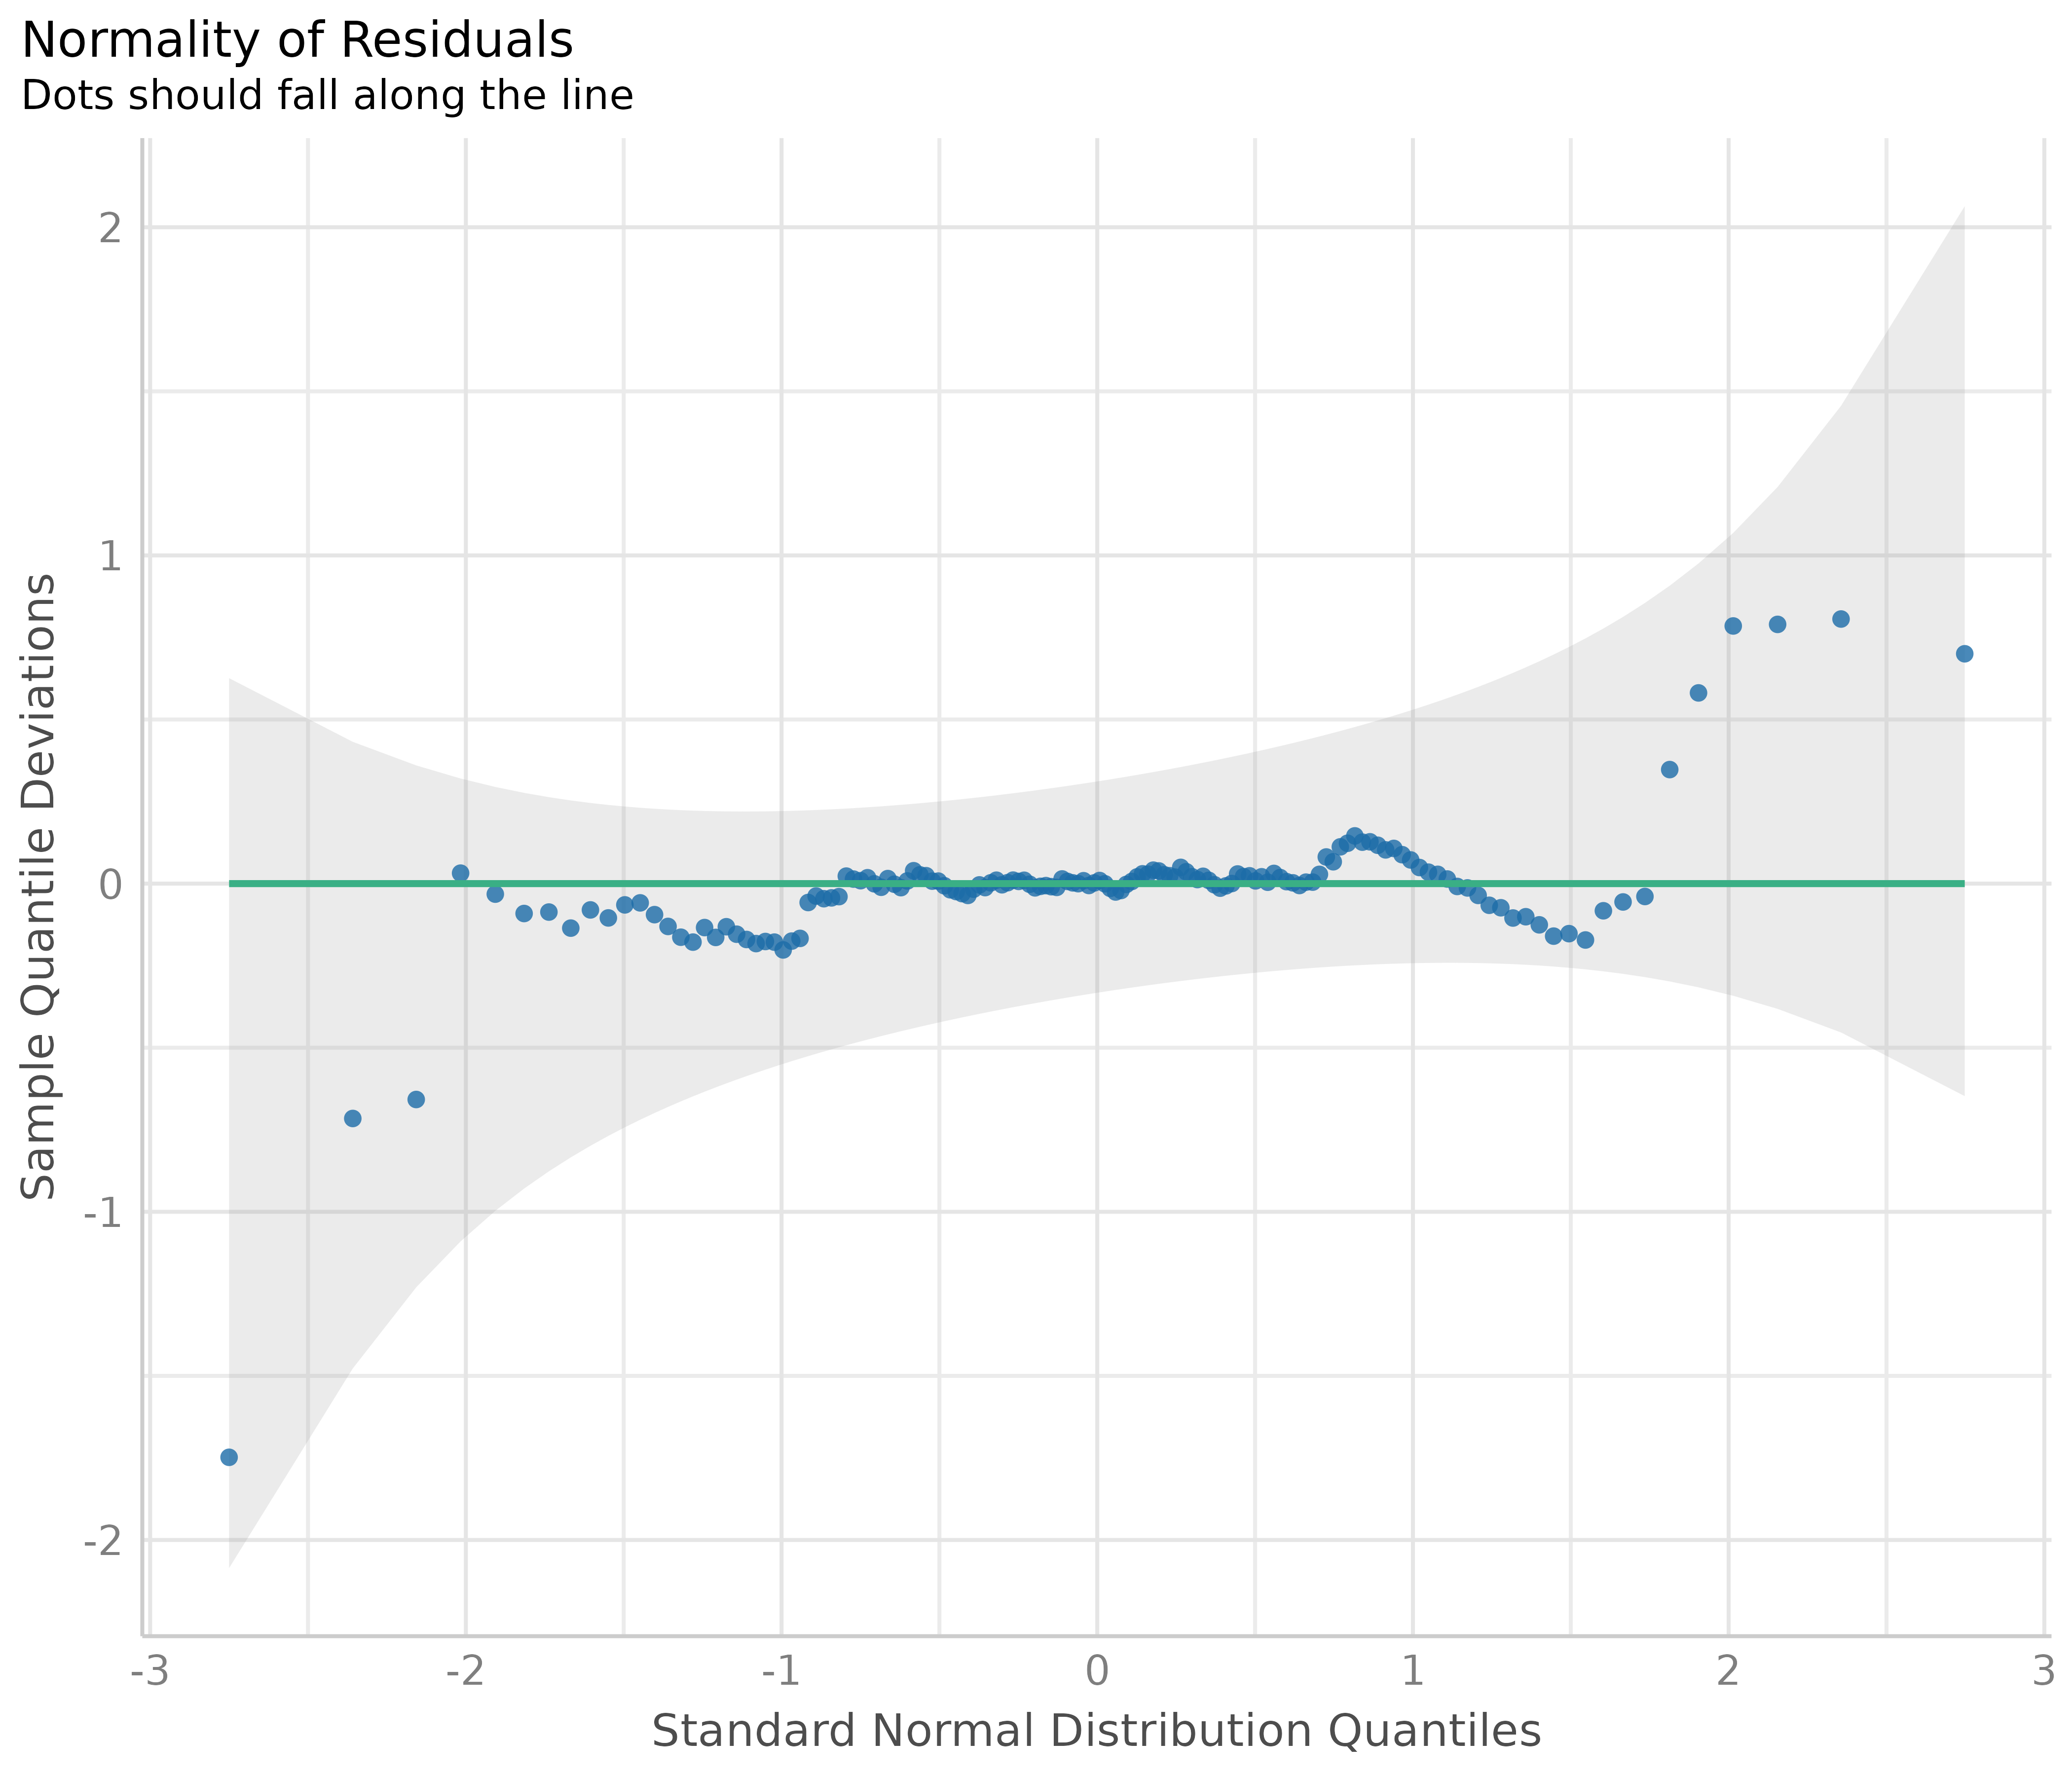 Normality of Residuals
Dots should fall along the line
2
1
0
-1
-2
Sample Quantile Deviations
-3 -2 -1 0 1 2 3
Standard Normal Distribution Quantiles